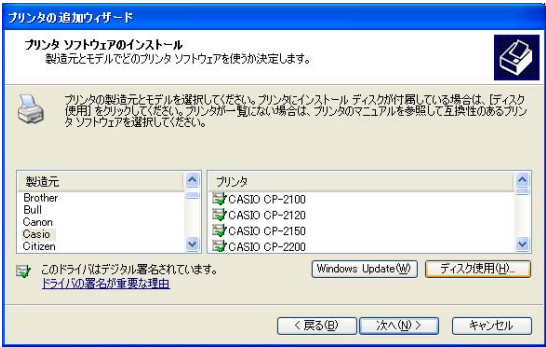 プリンタの追加ウィザード
プリンタ ソフトウェアのインストール
製造元とモデルでどのプリンタ ソフトウェアを使うか決定します。
プリンタの製造元とモデルを選択してください。プリンタにインストール ディスクが付属している場合は、[ディスク
使用] をクリックしてください。プリンタが一覧にない場合は、プリンタのマニュアルを参照して互換性のあるプリン
タ ソフトウェアを選択してください。
製造元
Brother
Bull
Canon
Casio
Citizen
プリンタ
CASIO CP-2100
CASIO CP-2120
CASIO CP-2150
CASIO CP-2200
このドライバはデジタル署名されています。
ドライバの署名が重要な理由
Windows Update(W) ディスク使用(H)...
< 戻る(B) 次へ(N) > キャンセル